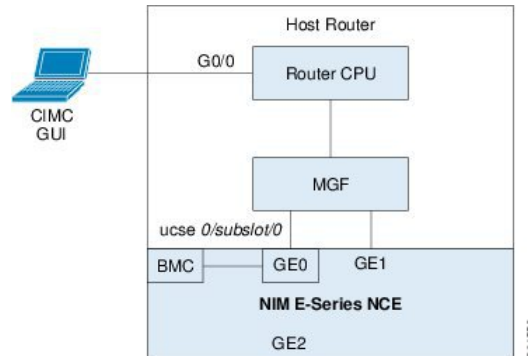 Host Router
G0/0
Router CPU
CIMC
GUI
MGF
ucse 0/subslot/0
BMC
GE0
GE1
NIM E-Series NCE
GE2